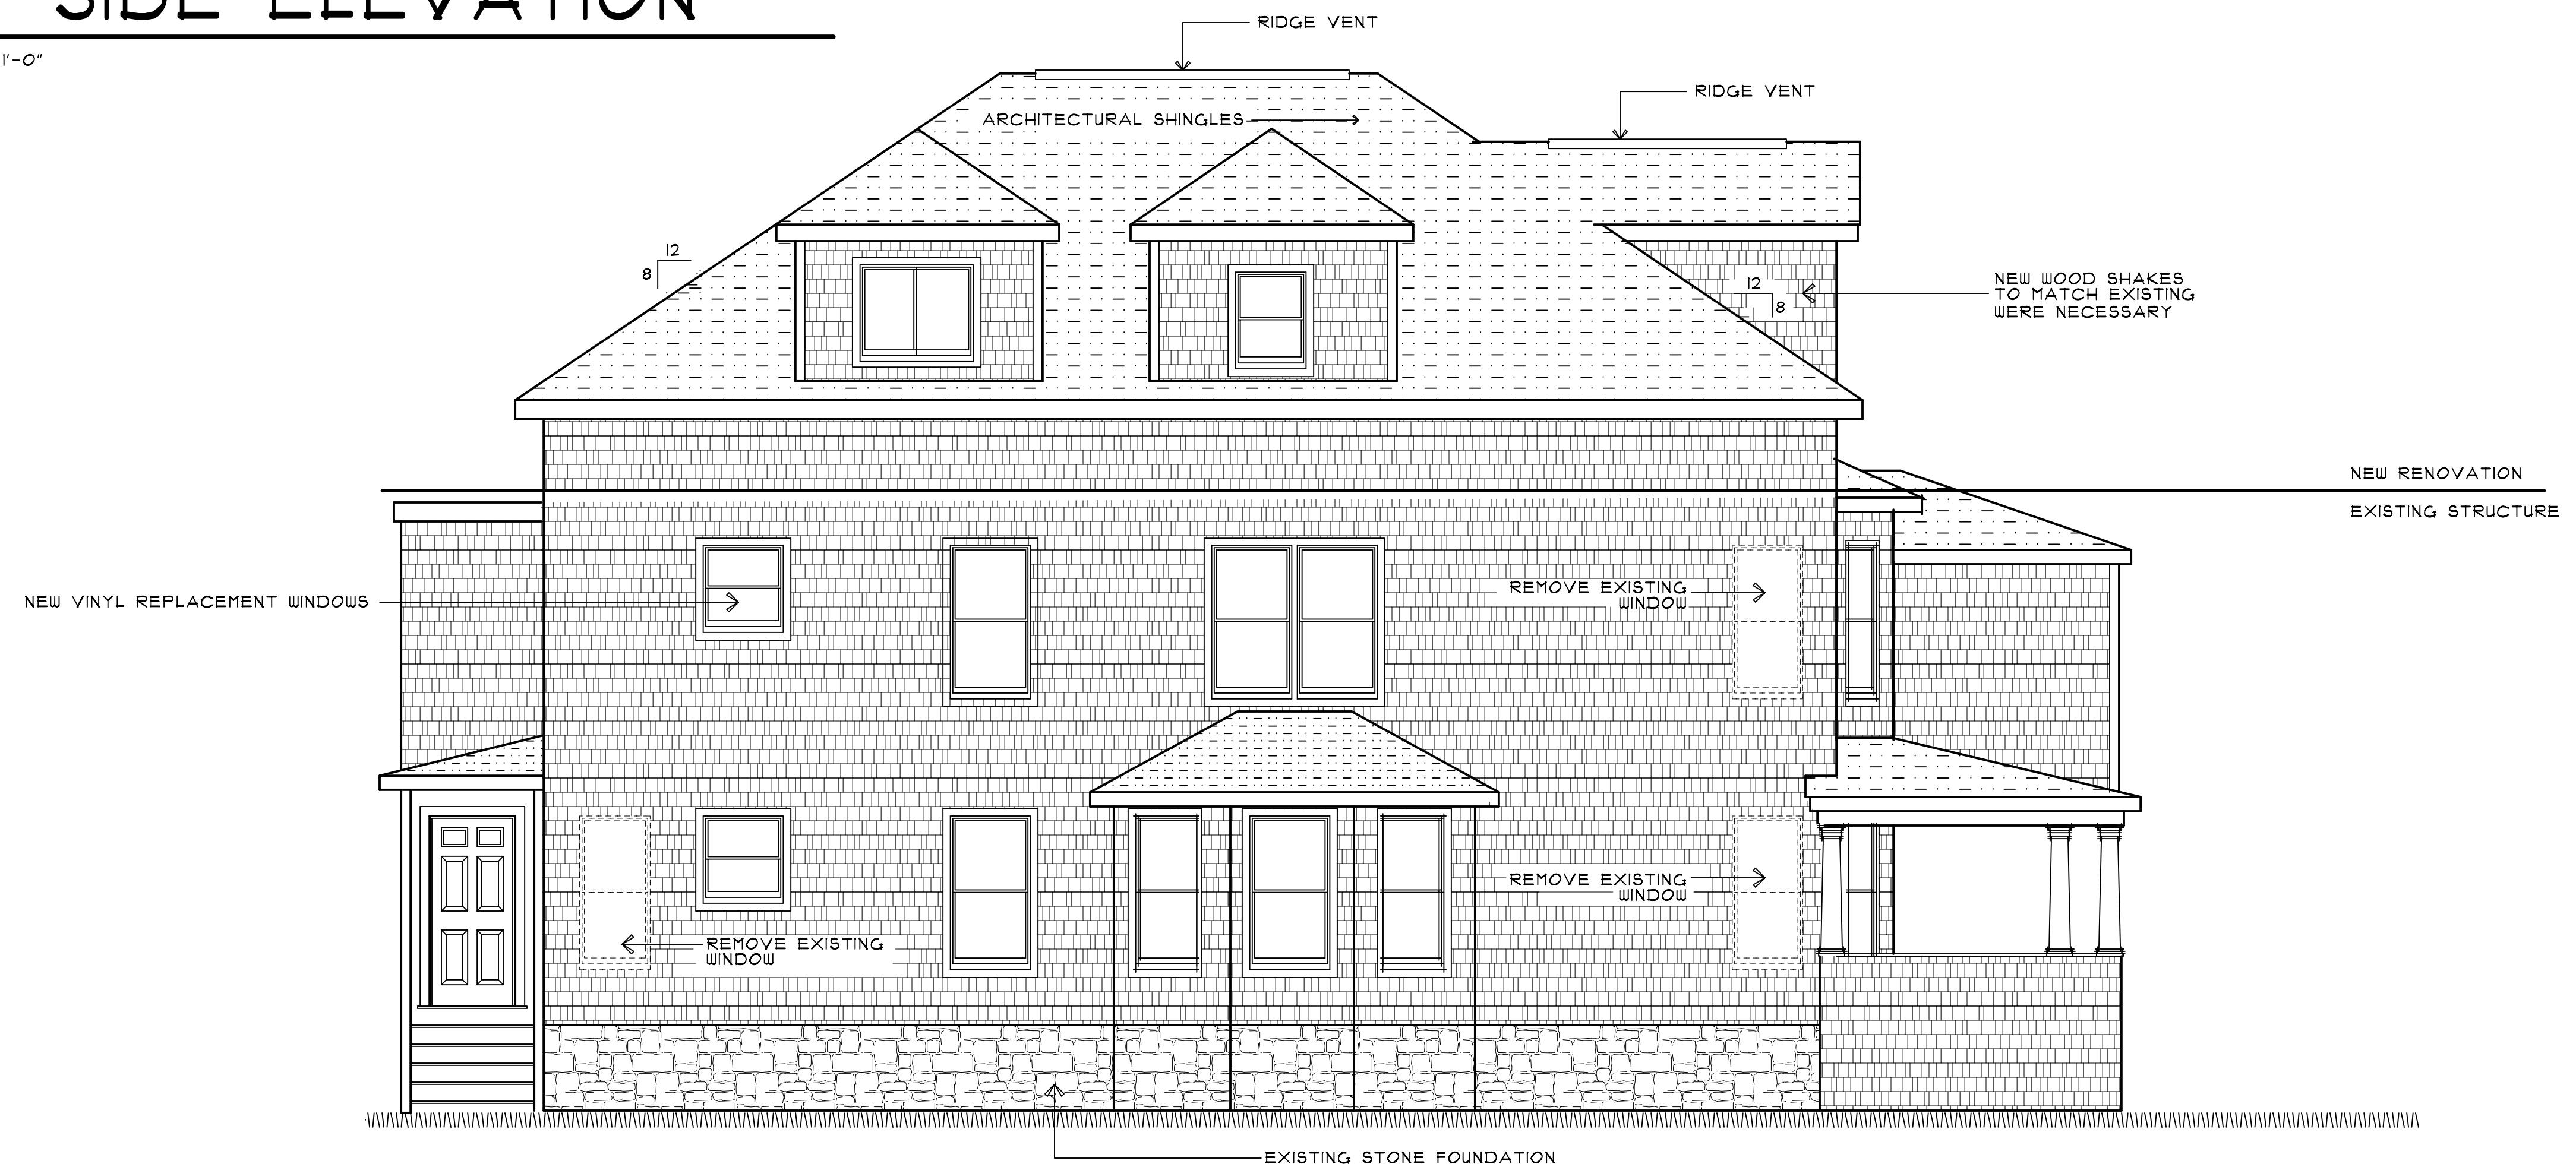 SIDE ELEVATION
1'-0"
RIDGE VENT
RIDGE VENT
ARCHITECTURAL SHINGLES
12
8
12
8
NEW WOOD SHAKES
TO MATCH EXISTING
WERE NECESSARY
NEW RENOVATION
EXISTING STRUCTURE
NEW VINYL REPLACEMENT WINDOWS
REMOVE EXISTING
WINDOW
REMOVE EXISTING
WINDOW
REMOVE EXISTING
WINDOW
EXISTING STONE FOUNDATION